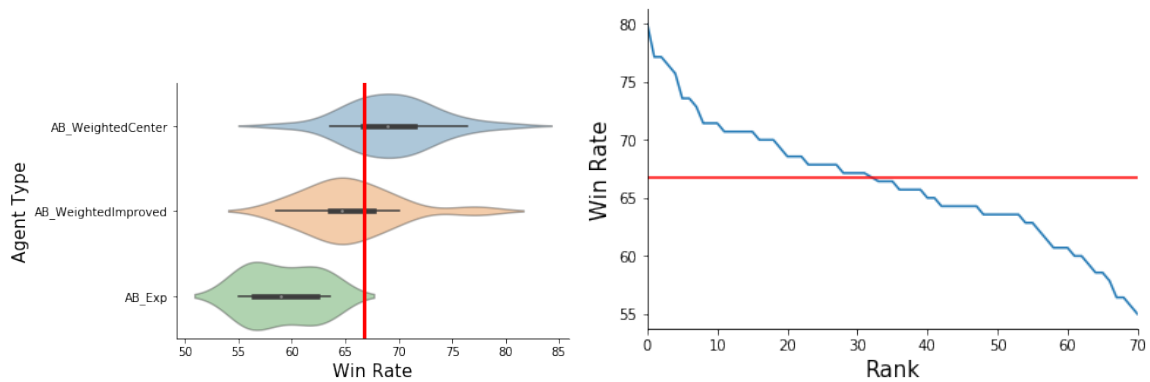 Agent Type
AB_WeightedCenter
AB_WeightedImproved
AB_Exp
50 55 60 65 70 75 80 85
Win Rate
Win Rate
80
75
70
65
60
55
0 10 20 30 40 50 60 70
Rank